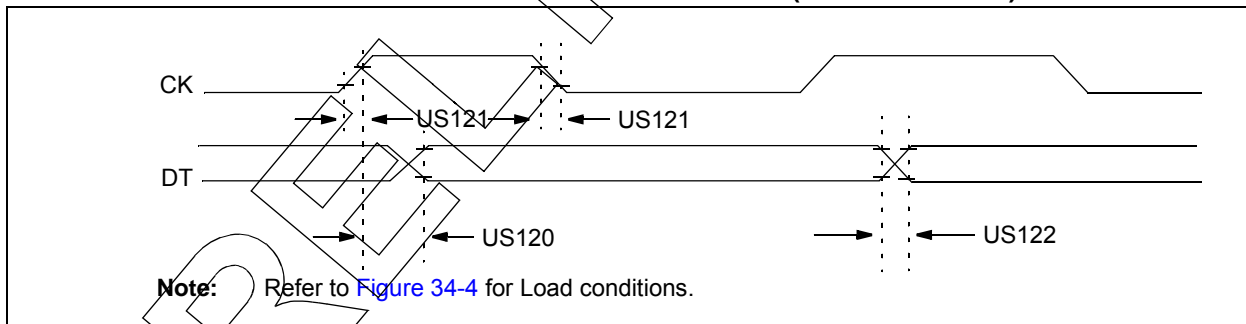 CK
US121
US121
DT
US120
US122
Note: Refer to Figure 34-4 for Load conditions.